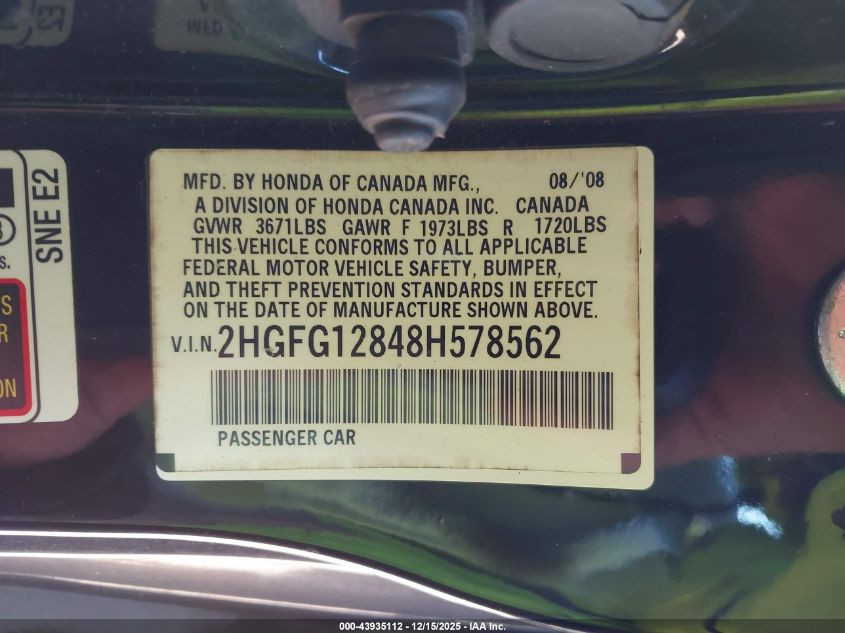 MFD. BY HONDA OF CANADA MFG., 08/'08
A DIVISION OF HONDA CANADA INC. CANADA
GVWR 3671LBS GAWR F 1973LBS R 1720LBS
THIS VEHICLE CONFORMS TO ALL APPLICABLE
FEDERAL MOTOR VEHICLE SAFETY, BUMPER,
AND THEFT PREVENTION STANDARDS IN EFFECT
ON THE DATE OF MANUFACTURE SHOWN ABOVE.
V.I.N. 2HGFG12848H578562
PASSENGER CAR
SNE E2
000-43935112 - 12/15/2025 - IAA Inc.